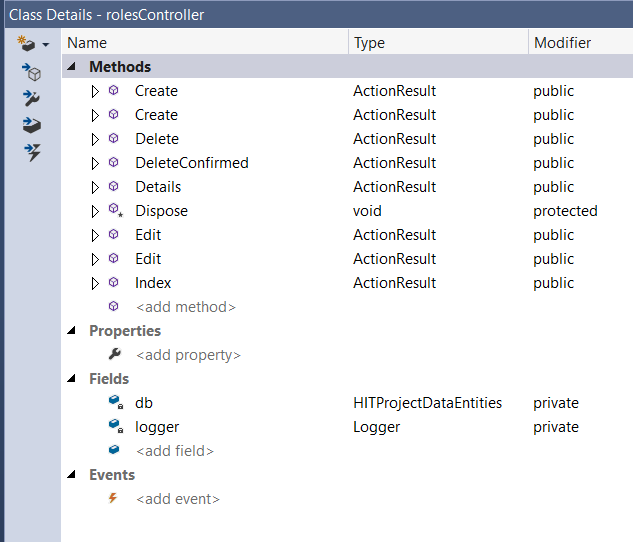 Class Details - rolesController
Name Type Modifier
Methods
Create ActionResult public
Create ActionResult public
Delete ActionResult public
DeleteConfirmed ActionResult public
Details ActionResult public
Dispose void protected
Edit ActionResult public
Edit ActionResult public
Index ActionResult public
<add method>
Properties
<add property>
Fields
db HITProjectDataEntities private
logger Logger private
<add field>
Events
<add event>